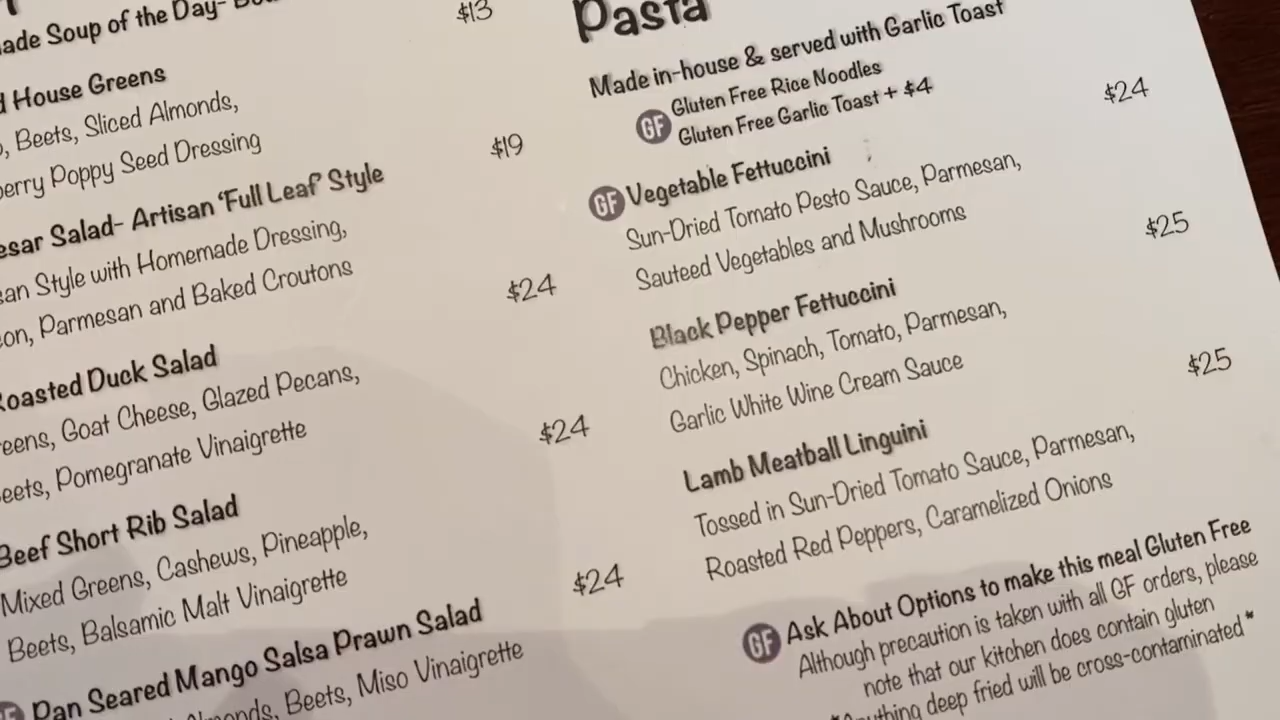 ade Soup of the Day-
$13
House Greens
Beets, Sliced Almonds,
erry Poppy Seed Dressing
$19
esar Salad- Artisan 'Full Leaf' Style
an Style with Homemade Dressing,
on, Parmesan and Baked Croutons
$24
Roasted Duck Salad
eens, Goat Cheese, Glazed Pecans,
eets, Pomegranate Vinaigrette
$24
Beef Short Rib Salad
Mixed Greens, Cashews, Pineapple,
Beets, Balsamic Malt Vinaigrette
$24
Pan Seared Mango Salsa Prawn Salad
Almonds, Beets, Miso Vinaigrette
Pasta
Made in-house & served with Garlic Toast
GF Gluten Free Rice Noodles
Gluten Free Garlic Toast + $4
$24
GF Vegetable Fettuccini
Sun-Dried Tomato Pesto Sauce, Parmesan,
Sauteed Vegetables and Mushrooms
$25
Black Pepper Fettuccini
Chicken, Spinach, Tomato, Parmesan,
Garlic White Wine Cream Sauce
$25
Lamb Meatball Linguini
Tossed in Sun-Dried Tomato Sauce, Parmesan,
Roasted Red Peppers, Caramelized Onions
GF Ask About Options to make this meal Gluten Free
Although precaution is taken with all GF orders, please
note that our kitchen does contain gluten
*Anything deep fried will be cross-contaminated*